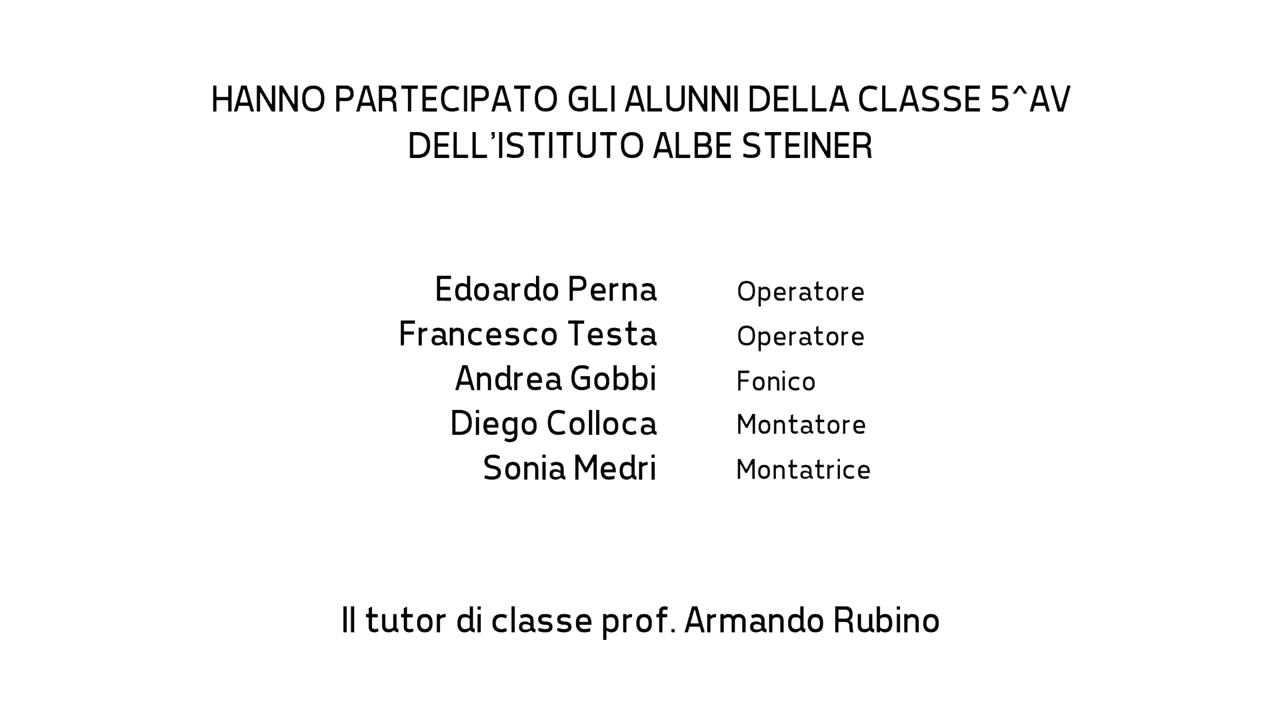 HANNO PARTECIPATO GLI ALUNNI DELLA CLASSE 5^AV
DELL'ISTITUTO ALBE STEINER
Edoardo Perna Operatore
Francesco Testa Operatore
Andrea Gobbi Fonico
Diego Colloca Montatore
Sonia Medri Montatrice
Il tutor di classe prof. Armando Rubino